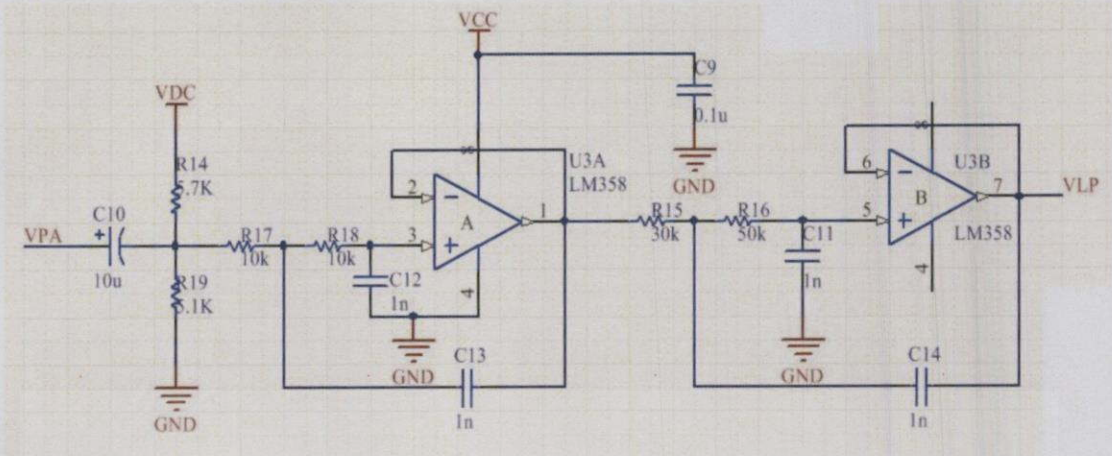 VCC
C9
0.1u
GND
VDC
R14
5.7K
U3A
LM358
2
A
1
3
4
C10
+
VPA
10u
R17
10k
R18
10k
C12
1n
R19
5.1K
GND
GND
C13
1n
R15
30k
R16
50k
C11
1n
GND
6
U3B
B
7
VLP
5
LM358
4
C14
1n